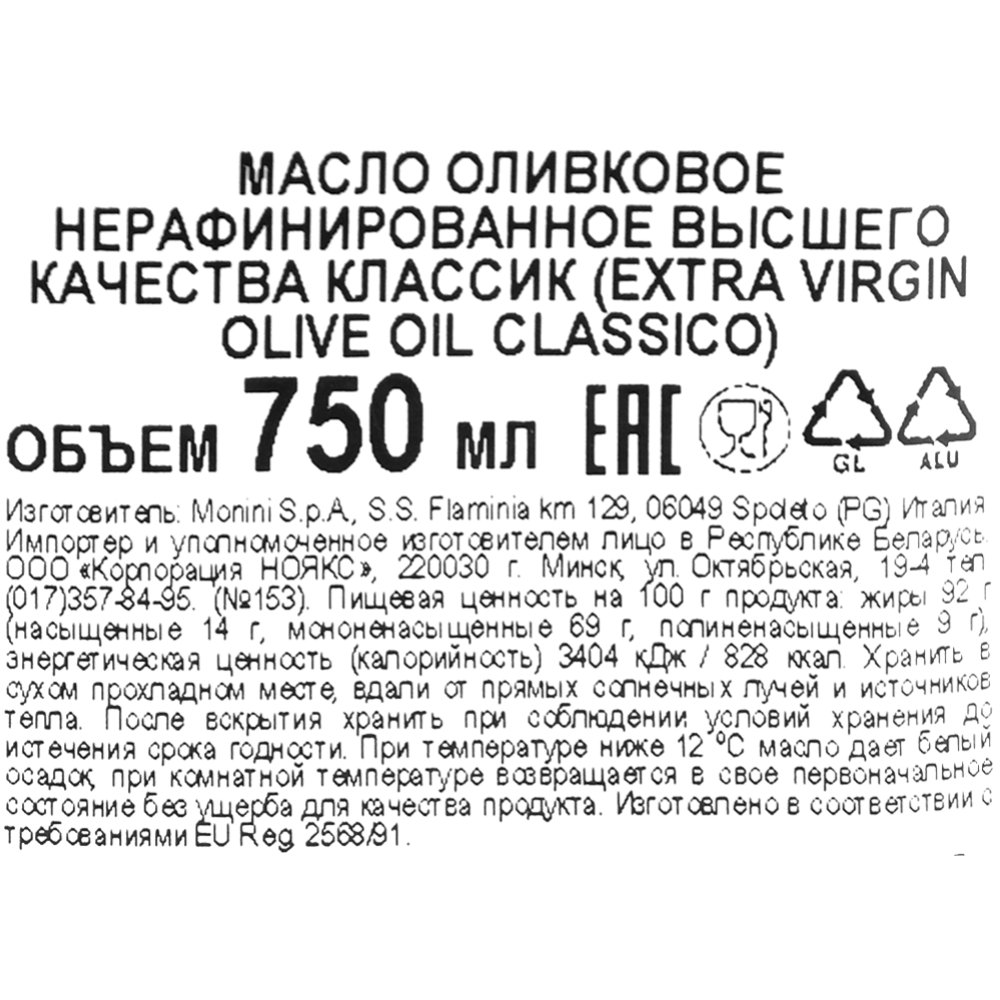 МАСЛО ОЛИВКОВОЕ
НЕРАФИНИРОВАННОЕ ВЫСШЕГО
КАЧЕСТВА КЛАССИК (EXTRA VIRGIN
OLIVE OIL CLASSICO)
ОБЪЕМ 750 МЛ EAC GL ALU
Изготовитель: Monini S.p.A., S.S. Flaminia km 129, 06049 Spoleto (PG) Италия
Импортер и уполномоченное изготовителем лицо в Республике Беларусь:
ООО «Корпорация НОЯКС», 220030 г. Минск, ул. Октябрьская, 19-4 тел
(017)357-84-95. (№153). Пищевая ценность на 100 г продукта: жиры 92 г
(насыщенные 14 г, мононенасыщенные 69 г, полиненасыщенные 9 г),
энергетическая ценность (калорийность) 3404 кДж / 828 ккал. Хранить в
сухом прохладном месте, вдали от прямых солнечных лучей и источников
тепла. После вскрытия хранить при соблюдении условий хранения до
истечения срока годности. При температуре ниже 12 °C масло дает белый
осадок, при комнатной температуре возвращается в свое первоначальное
состояние без ущерба для качества продукта. Изготовлено в соответствии с
требованиями EU Reg. 2568/91.